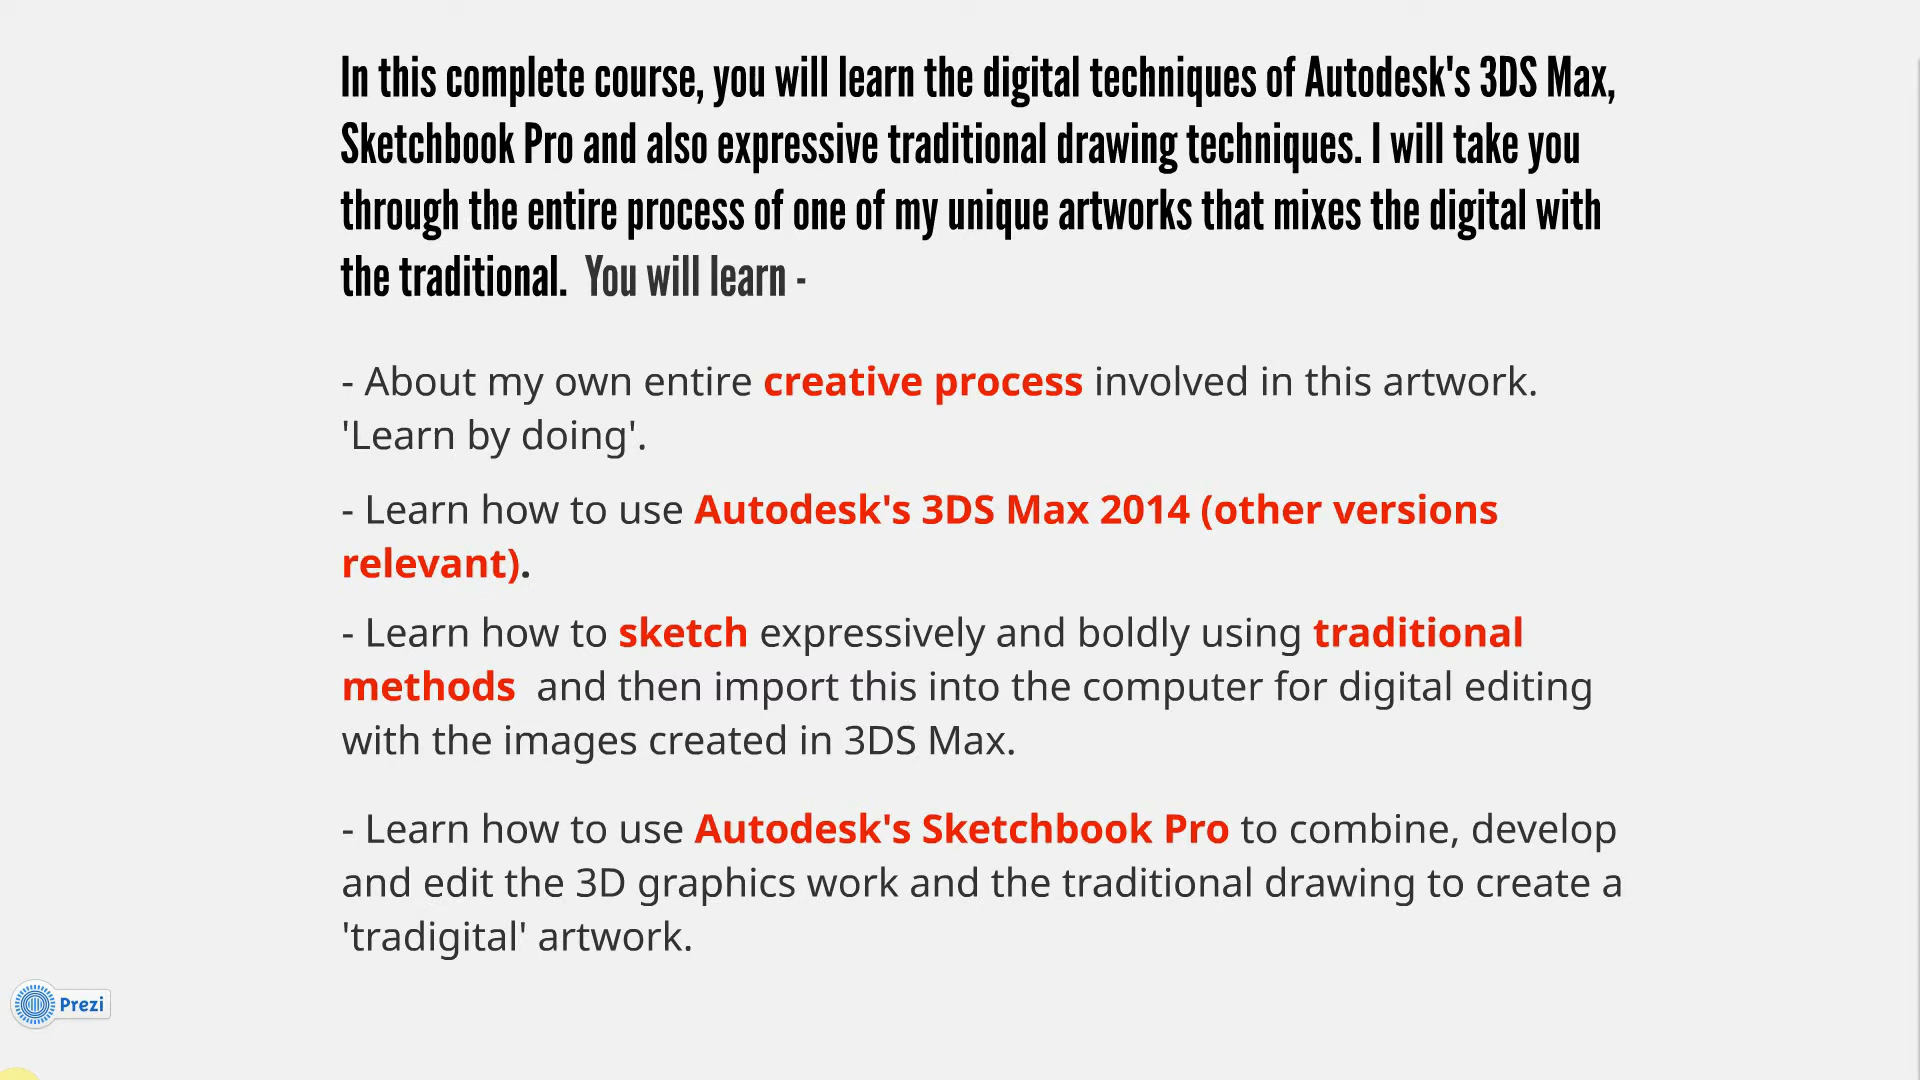 In this complete course, you will learn the digital techniques of Autodesk's 3DS Max,
Sketchbook Pro and also expressive traditional drawing techniques. I will take you
through the entire process of one of my unique artworks that mixes the digital with
the traditional.  You will learn -
- About my own entire creative process involved in this artwork.
'Learn by doing'.
- Learn how to use Autodesk's 3DS Max 2014 (other versions
relevant).
- Learn how to sketch expressively and boldly using traditional
methods  and then import this into the computer for digital editing
with the images created in 3DS Max.
- Learn how to use Autodesk's Sketchbook Pro to combine, develop
and edit the 3D graphics work and the traditional drawing to create a
'tradigital' artwork.
Prezi